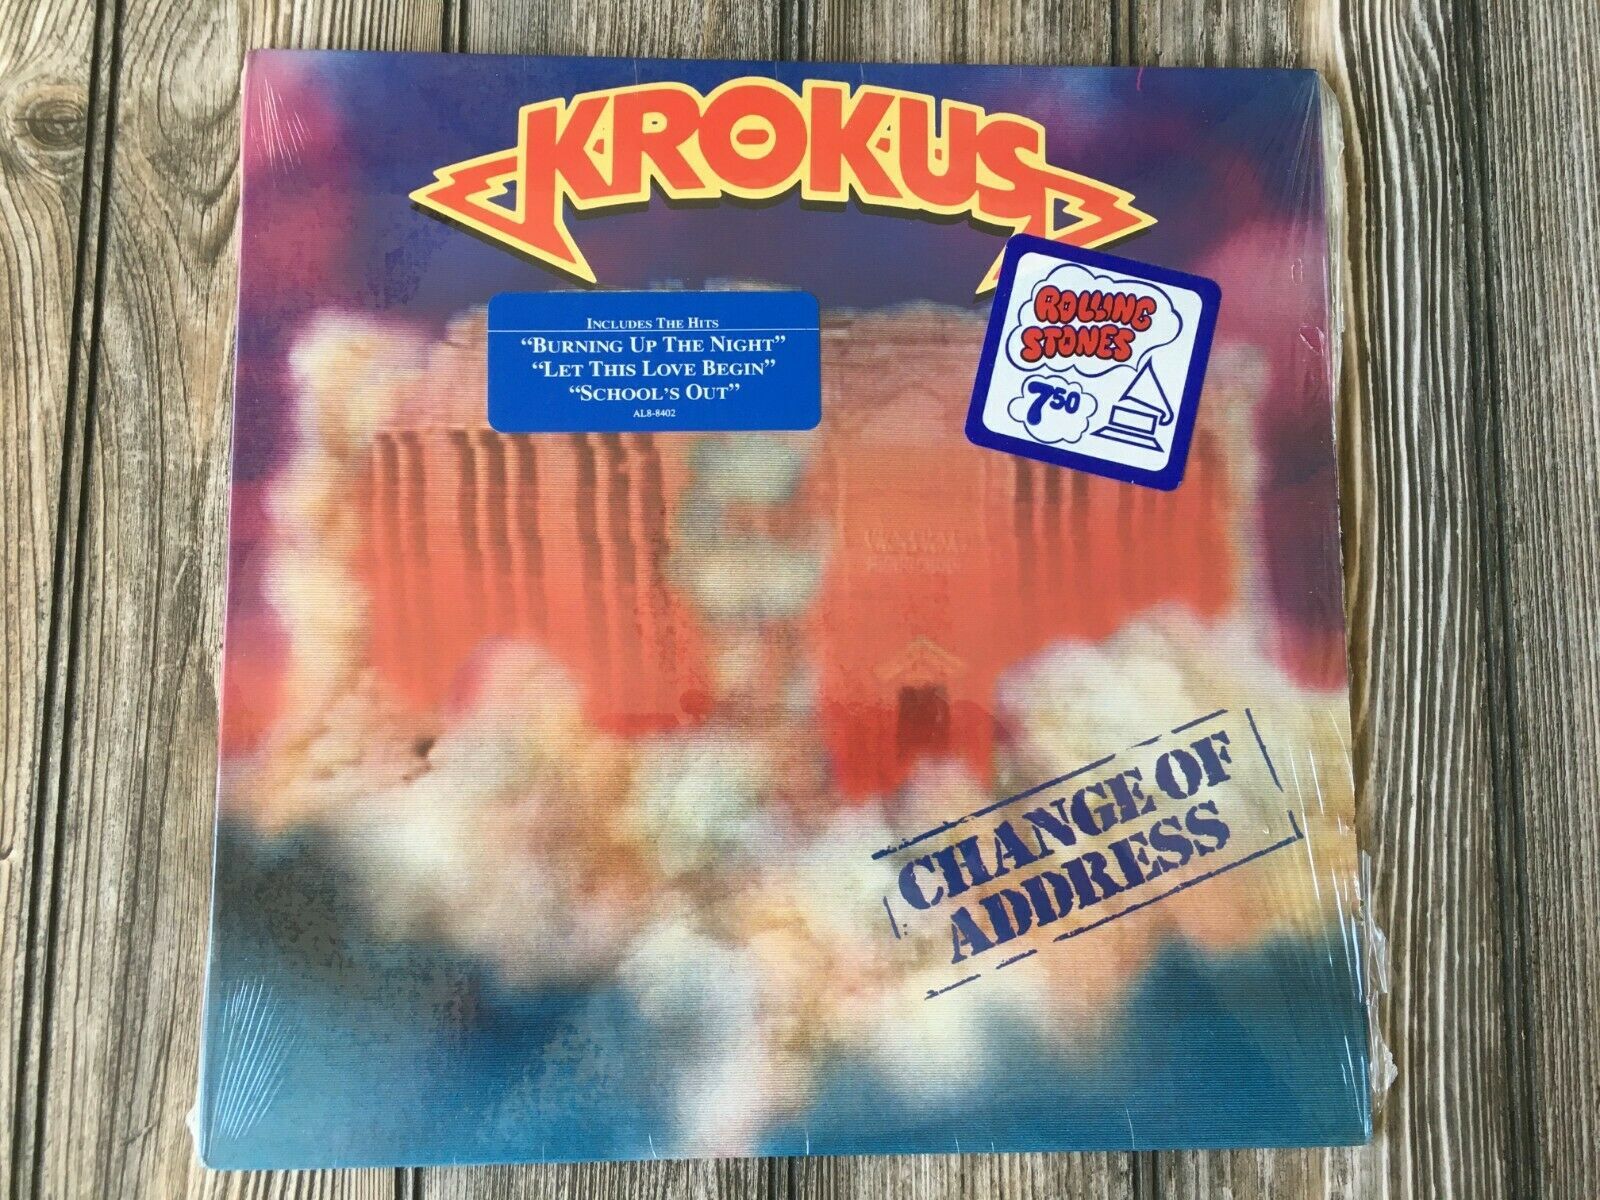 KROKUS
INCLUDES THE HITS
"BURNING UP THE NIGHT"
"LET THIS LOVE BEGIN"
"SCHOOL'S OUT"
AL8-8402
ROLLING
STONES
7.50
CHANGE OF
ADDRESS